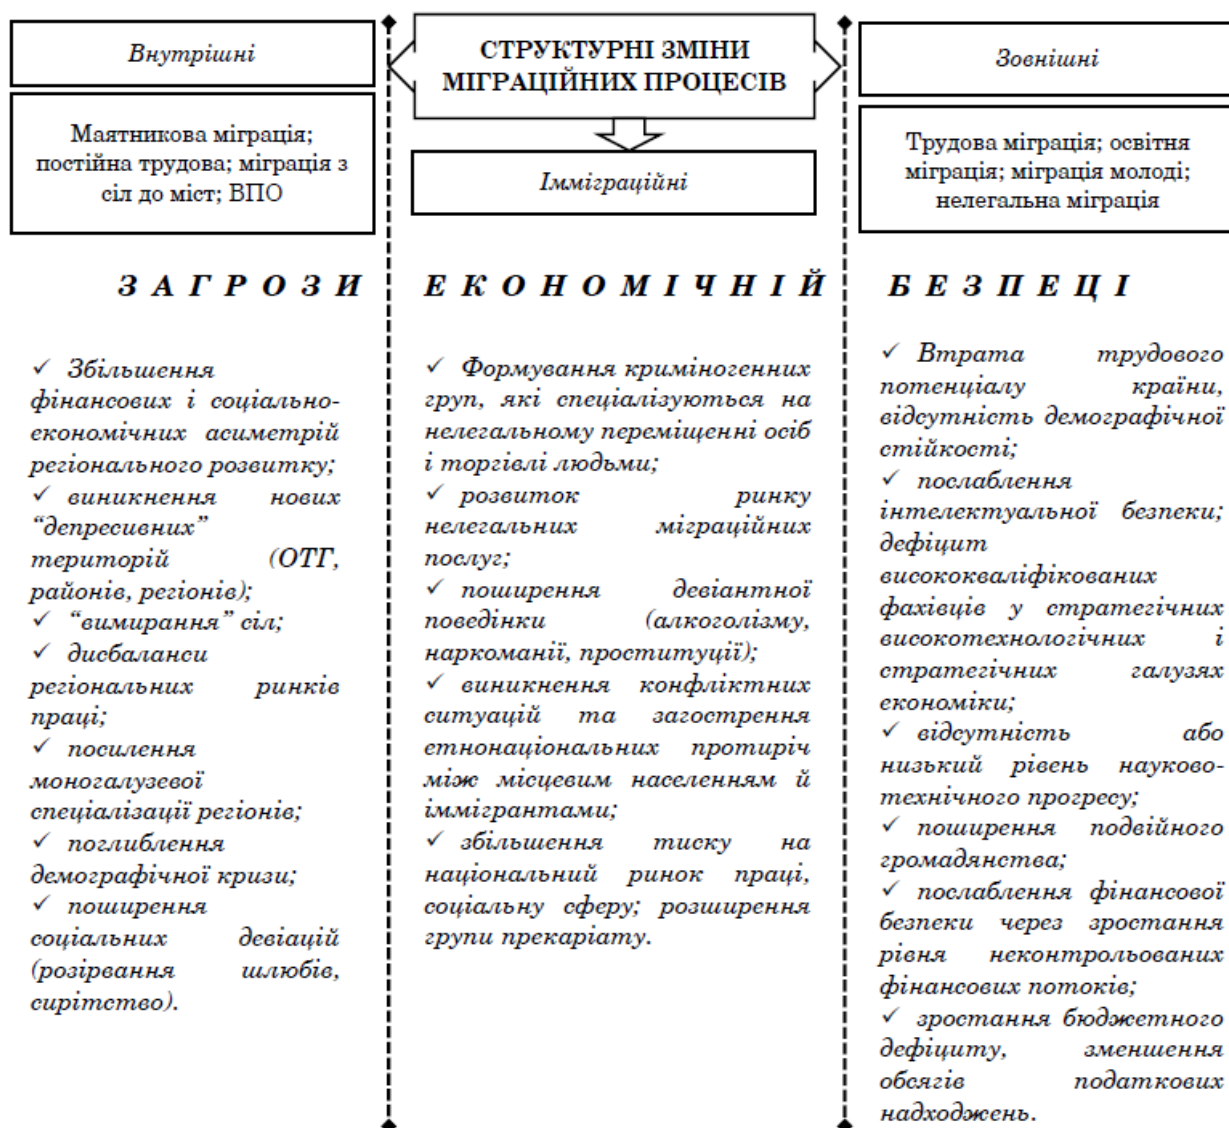 СТРУКТУРНІ ЗМІНИ
МІГРАЦІЙНИХ ПРОЦЕСІВ
Внутрішні
Маятникова міграція;
постійна трудова; міграція з
сіл до міст; ВПО
Імміграційні
Зовнішні
Трудова міграція; освітня
міграція; міграція молоді;
нелегальна міграція
ЗАГРОЗИ ЕКОНОМІЧНІЙ БЕЗПЕЦІ
✓ Збільшення
фінансових і соціально-
економічних асиметрій
регіонального розвитку;
✓ виникнення нових
“депресивних”
територій (ОТГ,
районів, регіонів);
✓ “вимирання” сіл;
✓ дисбаланси
регіональних ринків
праці;
✓ посилення
моногалузевої
спеціалізації регіонів;
✓ поглиблення
демографічної кризи;
✓ поширення
соціальних девіацій
(розірвання шлюбів,
сирітство).
✓ Формування криміногенних
груп, які спеціалізуються на
нелегальному переміщенні осіб
і торгівлі людьми;
✓ розвиток ринку
нелегальних міграційних
послуг;
✓ поширення девіантної
поведінки (алкоголізму,
наркоманії, проституції);
✓ виникнення конфліктних
ситуацій та загострення
етнонаціональних протиріч
між місцевим населенням й
іммігрантами;
✓ збільшення тиску на
національний ринок праці,
соціальну сферу; розширення
групи прекаріату.
✓ Втрата трудового
потенціалу країни,
відсутність демографічної
стійкості;
✓ послаблення
інтелектуальної безпеки;
дефіцит
висококваліфікованих
фахівців у стратегічних
високотехнологічних і
стратегічних галузях
економіки;
✓ відсутність або
низький рівень науково-
технічного прогресу;
✓ поширення подвійного
громадянства;
✓ послаблення фінансової
безпеки через зростання
рівня неконтрольованих
фінансових потоків;
✓ зростання бюджетного
дефіциту, зменшення
обсягів податкових
надходжень.